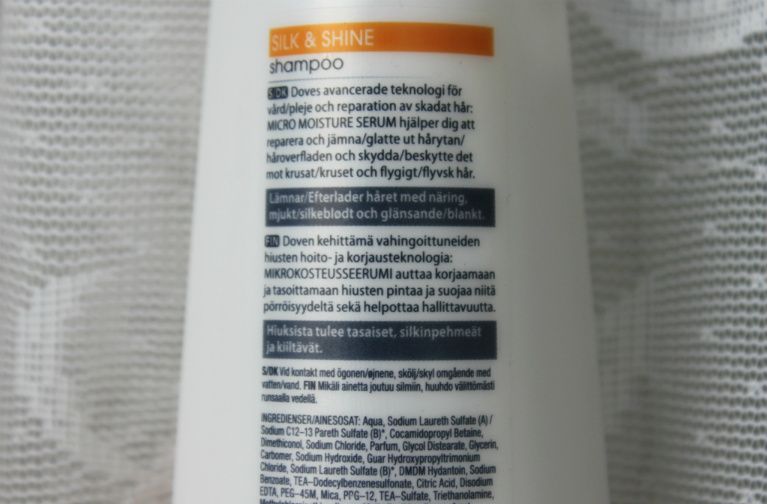 SILK & SHINE
shampoo
S/DK Doves avancerade teknologi för
vård/pleje och reparation av skadat hår:
MICRO MOISTURE SERUM hjälper dig att
reparera och jämna/glatte ut hårytan/
håroverfladen och skydda/beskytte det
mot krusat/kruset och flygigt/flyvsk hår.
Lämnar/Efterlader håret med näring,
mjukt/silkeblødt och glänsande/blankt.
FIN Doven kehittämä vahingoittuneiden
hiusten hoito- ja korjausteknologia:
MIKROKOSTEUSSEERUMI auttaa korjaamaan
ja tasoittamaan hiusten pintaa ja suojaa niitä
pörröisyydeltä sekä helpottaa hallittavuutta.
Hiuksista tulee tasaiset, silkinpehmeät
ja kiiltävät.
S/DK Vid kontakt med ögonen/øjnene, skölj/skyl omgående med
vatten/vand. FIN Mikäli ainetta joutuu silmiin, huuhdo välittömästi
runsaalla vedellä.
INGREDIENSER/AINESOSAT: Aqua, Sodium Laureth Sulfate (A) /
Sodium C12-13 Pareth Sulfate (B)*, Cocamidopropyl Betaine,
Dimethiconol, Sodium Chloride, Parfum, Glycol Distearate, Glycerin,
Carbomer, Sodium Hydroxide, Guar Hydroxypropyltrimonium
Chloride, Sodium Laureth Sulfate (B)*, DMDM Hydantoin, Sodium
Benzoate, TEA-Dodecylbenzenesulfonate, Citric Acid, Disodium
EDTA, PEG-45M, Mica, PPG-12, TEA-Sulfate, Triethanolamine,